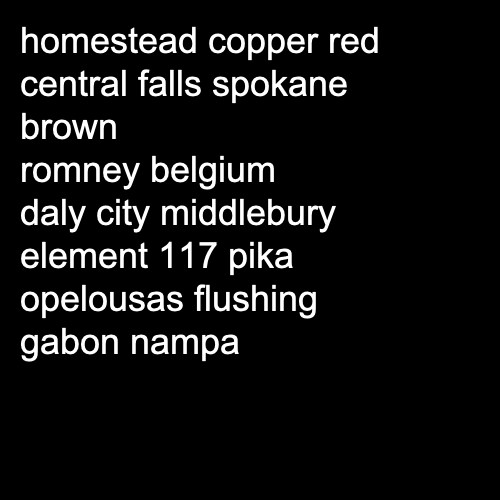 homestead copper red
central falls spokane
brown
romney belgium
daly city middlebury
element 117 pika
opelousas flushing
gabon nampa